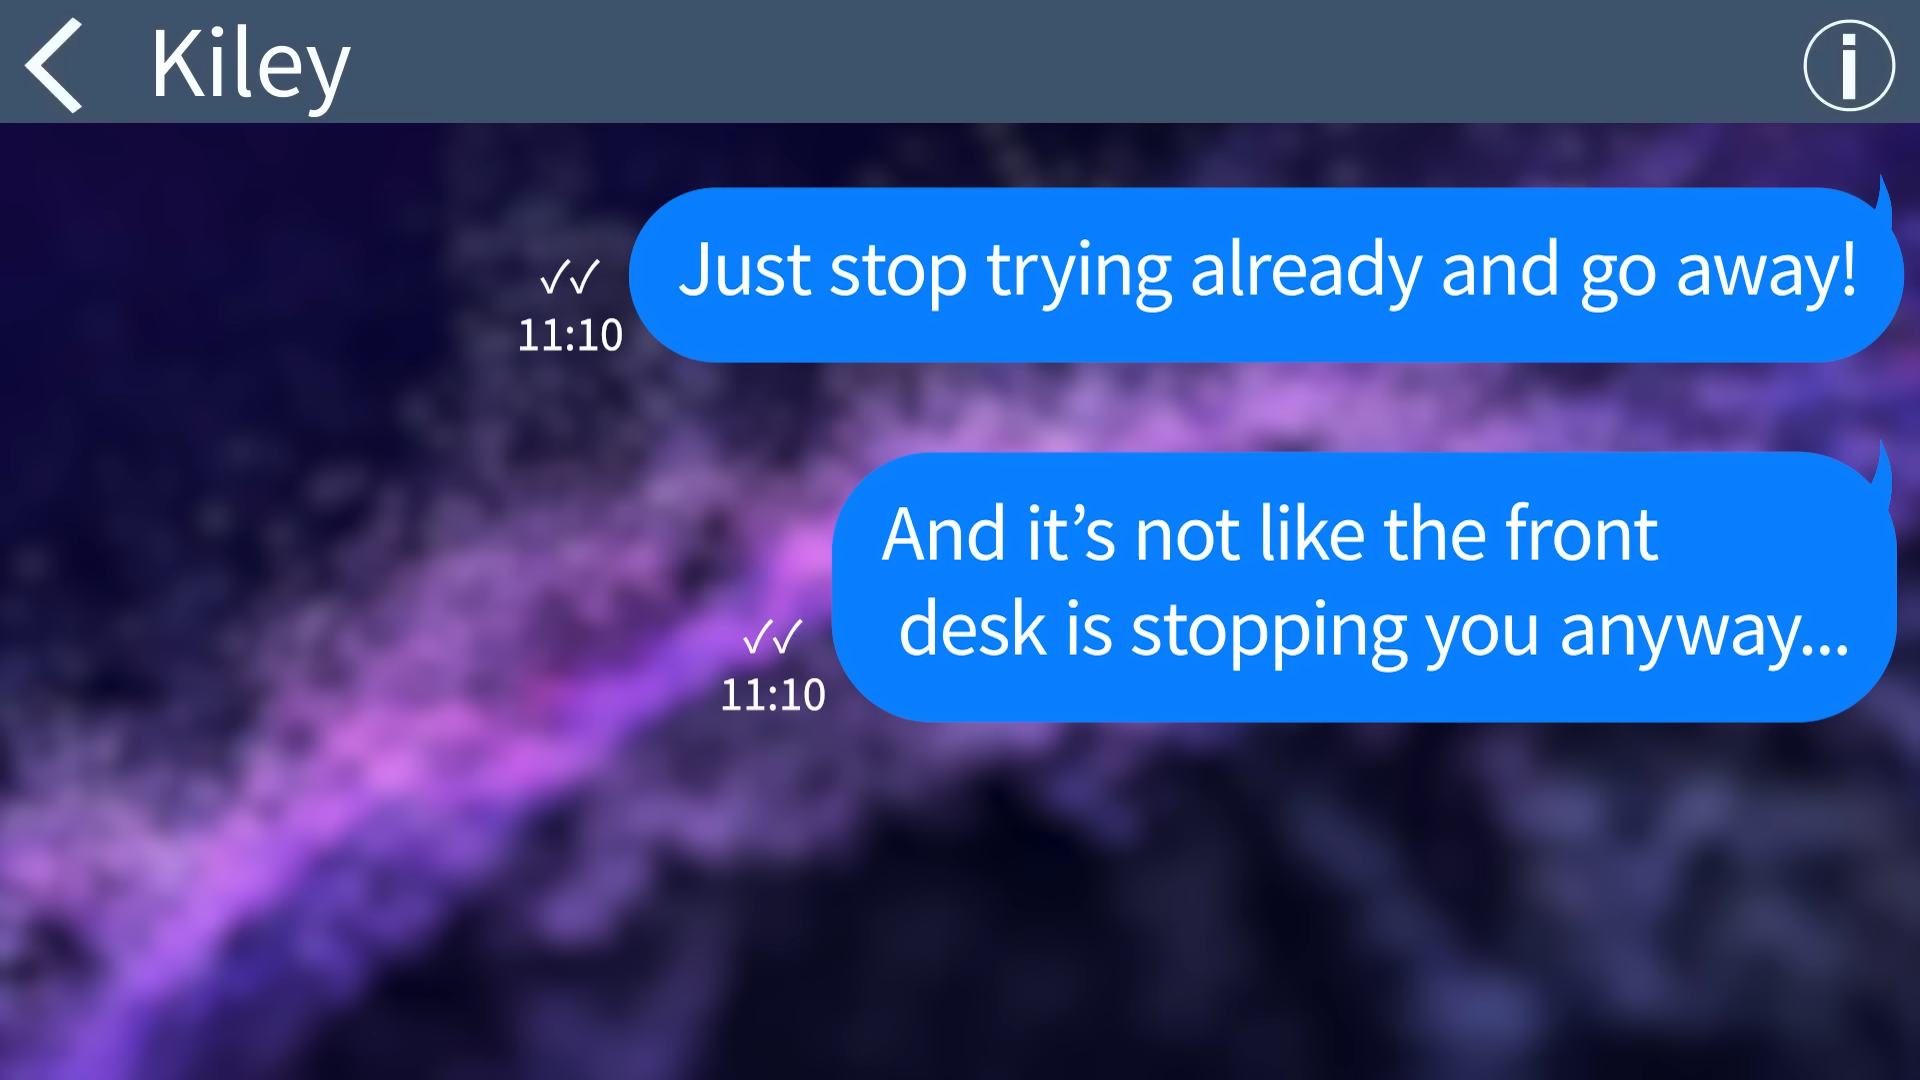 Kiley
Just stop trying already and go away!
✓✓
11:10
And it’s not like the front
desk is stopping you anyway...
✓✓
11:10